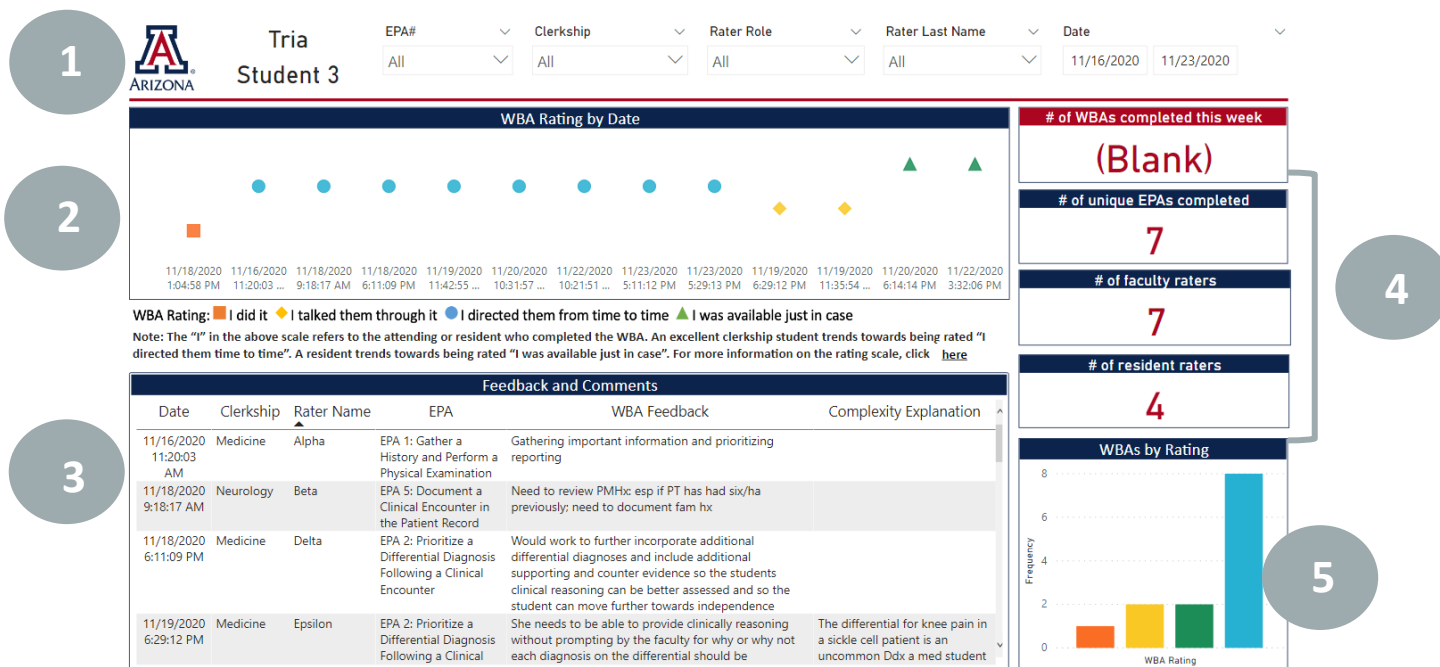 1
A
ARIZONA
®
Tria
Student 3
EPA#
All
Clerkship
All
Rater Role
All
Rater Last Name
All
Date
11/16/2020 11/23/2020
2
WBA Rating by Date
11/18/2020 11/16/2020 11/18/2020 11/18/2020 11/19/2020 11/20/2020 11/22/2020 11/23/2020 11/23/2020 11/19/2020 11/19/2020 11/20/2020 11/22/2020
1:04:58 PM 11:20:03 ... 9:18:17 AM 6:11:09 PM 11:42:55 ... 10:31:57 ... 10:21:51 ... 5:11:12 PM 5:29:13 PM 6:29:12 PM 11:35:54 ... 6:14:14 PM 3:32:06 PM
WBA Rating: I did it I talked them through it I directed them from time to time I was available just in case
Note: The “I” in the above scale refers to the attending or resident who completed the WBA. An excellent clerkship student trends towards being rated “I
directed them time to time”. A resident trends towards being rated “I was available just in case”. For more information on the rating scale, click here
3
Feedback and Comments
Date Clerkship Rater Name EPA WBA Feedback Complexity Explanation
11/16/2020 Medicine Alpha EPA 1: Gather a Gathering important information and prioritizing
11:20:03 History and Perform a reporting
AM Physical Examination
11/18/2020 Neurology Beta EPA 5: Document a Need to review PMHx: esp if PT has had six/ha
9:18:17 AM Clinical Encounter in previously; need to document fam hx
the Patient Record
11/18/2020 Medicine Delta EPA 2: Prioritize a Would work to further incorporate additional
6:11:09 PM Differential Diagnosis differential diagnoses and include additional
Following a Clinical supporting and counter evidence so the students
Encounter clinical reasoning can be better assessed and so the
student can move further towards independence
11/19/2020 Medicine Epsilon EPA 2: Prioritize a She needs to be able to provide clinically reasoning The differential for knee pain in
6:29:12 PM Differential Diagnosis without prompting by the faculty for why or why not a sickle cell patient is an
Following a Clinical each diagnosis on the differential should be uncommon Ddx a med student
# of WBAs completed this week
(Blank)
# of unique EPAs completed
7
# of faculty raters
7
# of resident raters
4
4
WBAs by Rating
8
6
4
2
0
Frequency
WBA Rating
5